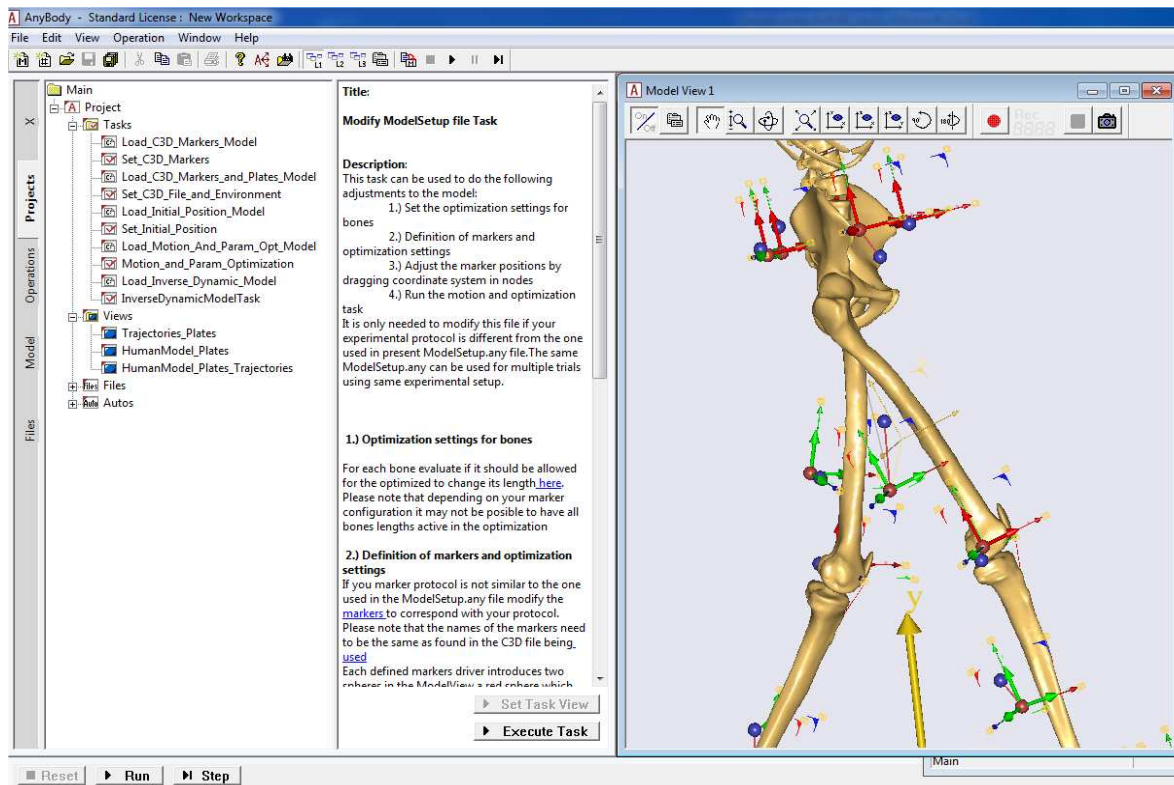 AnyBody - Standard License : New Workspace
File Edit View Operation Window Help
L1 L2 L3
X
Projects
Operations
Model
Files
Main
Project
Tasks
Load_C3D_Markers_Model
Set_C3D_Markers
Load_C3D_Markers_and_Plates_Model
Set_C3D_File_and_Environment
Load_Initial_Position_Model
Set_Initial_Position
Load_Motion_And_Param_Opt_Model
Motion_and_Param_Optimization
Load_Inverse_Dynamic_Model
InverseDynamicModelTask
Views
Trajectories_Plates
HumanModel_Plates
HumanModel_Plates_Trajectories
Files
Autos
Title:
Modify ModelSetup file Task
Description:
This task can be used to do the following
adjustments to the model:
1.) Set the optimization settings for
bones
2.) Definition of markers and
optimization settings
3.) Adjust the marker positions by
dragging coordinate system in nodes
4.) Run the motion and optimization
task
It is only needed to modify this file if your
experimental protocol is different from the one
used in present ModelSetup.any file.The same
ModelSetup.any can be used for multiple trials
using same experimental setup.
1.) Optimization settings for bones
For each bone evaluate if it should be allowed
for the optimized to change its length here.
Please note that depending on your marker
configuration it may not be posible to have all
bones lengths active in the optimization
2.) Definition of markers and optimization
settings
If you marker protocol is not similar to the one
used in the ModelSetup.any file modify the
markers to correspond with your protocol.
Please note that the names of the markers need
to be the same as found in the C3D file being
used
Each defined markers driver introduces two
spheres in the ModelView a red sphere which
Set Task View
Execute Task
Model View 1
On/Off
Rec
y
Main
Reset Run Step